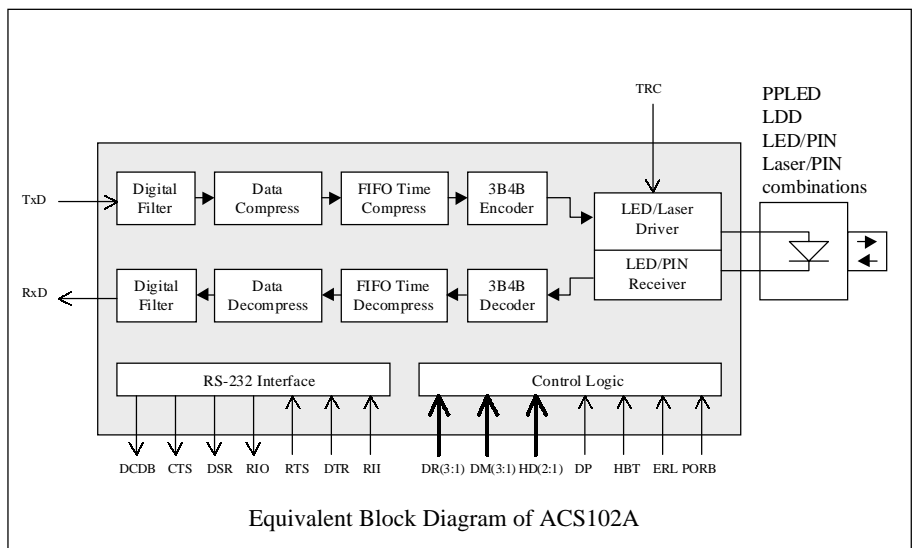 TRC
PPLED
LDD
LED/PIN
Laser/PIN
combinations
TxD
Digital
Filter
Data
Compress
FIFO Time
Compress
3B4B
Encoder
LED/Laser
Driver
LED/PIN
Receiver
RxD
Digital
Filter
Data
Decompress
FIFO Time
Decompress
3B4B
Decoder
RS-232 Interface
Control Logic
DCDB CTS DSR RIO RTS DTR RII DR(3:1) DM(3:1) HD(2:1) DP HBT ERL PORB
Equivalent Block Diagram of ACS102A